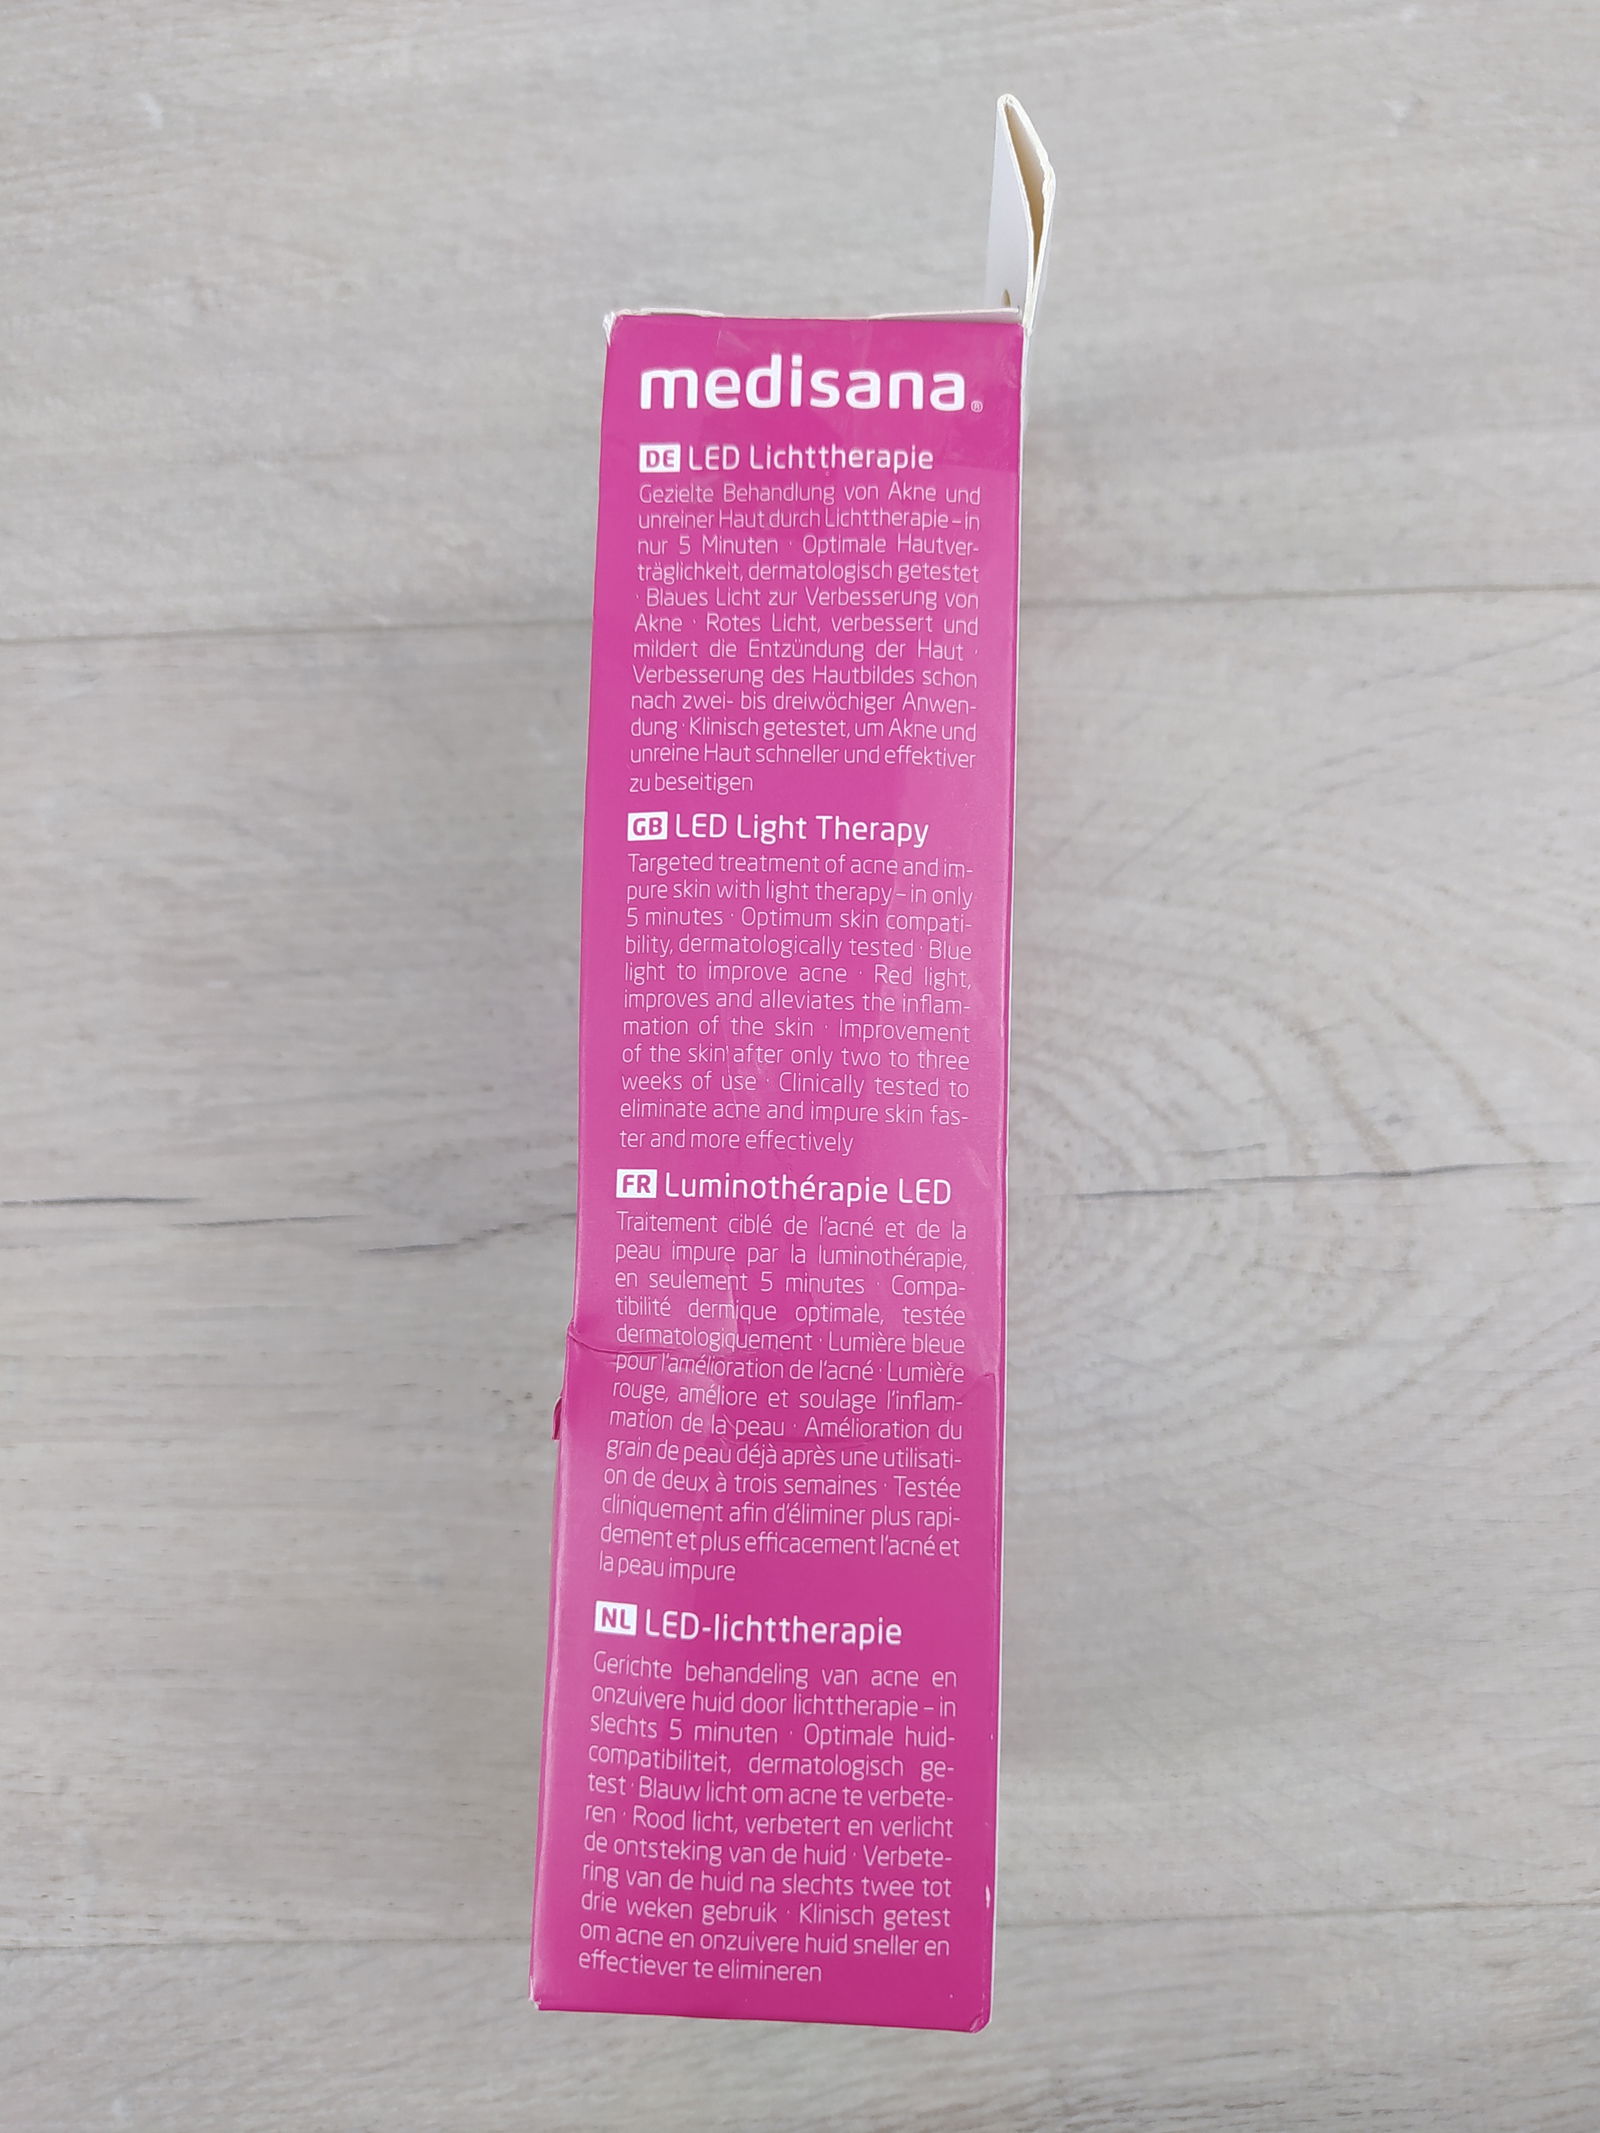 medisana®
DE LED Lichttherapie
Gezielte Behandlung von Akne und
unreiner Haut durch Lichttherapie – in
nur 5 Minuten · Optimale Hautver-
träglichkeit, dermatologisch getestet
· Blaues Licht zur Verbesserung von
Akne · Rotes Licht, verbessert und
mildert die Entzündung der Haut ·
Verbesserung des Hautbildes schon
nach zwei- bis dreiwöchiger Anwen-
dung · Klinisch getestet, um Akne und
unreine Haut schneller und effektiver
zu beseitigen
GB LED Light Therapy
Targeted treatment of acne and im-
pure skin with light therapy – in only
5 minutes · Optimum skin compati-
bility, dermatologically tested · Blue
light to improve acne · Red light,
improves and alleviates the inflam-
mation of the skin · Improvement
of the skin after only two to three
weeks of use · Clinically tested to
eliminate acne and impure skin fas-
ter and more effectively
FR Luminothérapie LED
Traitement ciblé de l'acné et de la
peau impure par la luminothérapie,
en seulement 5 minutes · Compa-
tibilité dermique optimale, testée
dermatologiquement · Lumière bleue
pour l'amélioration de l'acné · Lumière
rouge, améliore et soulage l'inflam-
mation de la peau · Amélioration du
grain de peau déjà après une utilisati-
on de deux à trois semaines · Testée
cliniquement afin d'éliminer plus rapi-
dement et plus efficacement l'acné et
la peau impure
NL LED-lichttherapie
Gerichte behandeling van acne en
onzuivere huid door lichttherapie – in
slechts 5 minuten · Optimale huid-
compatibiliteit, dermatologisch ge-
test · Blauw licht om acne te verbete-
ren · Rood licht, verbetert en verlicht
de ontsteking van de huid · Verbete-
ring van de huid na slechts twee tot
drie weken gebruik · Klinisch getest
om acne en onzuivere huid sneller en
effectiever te elimineren